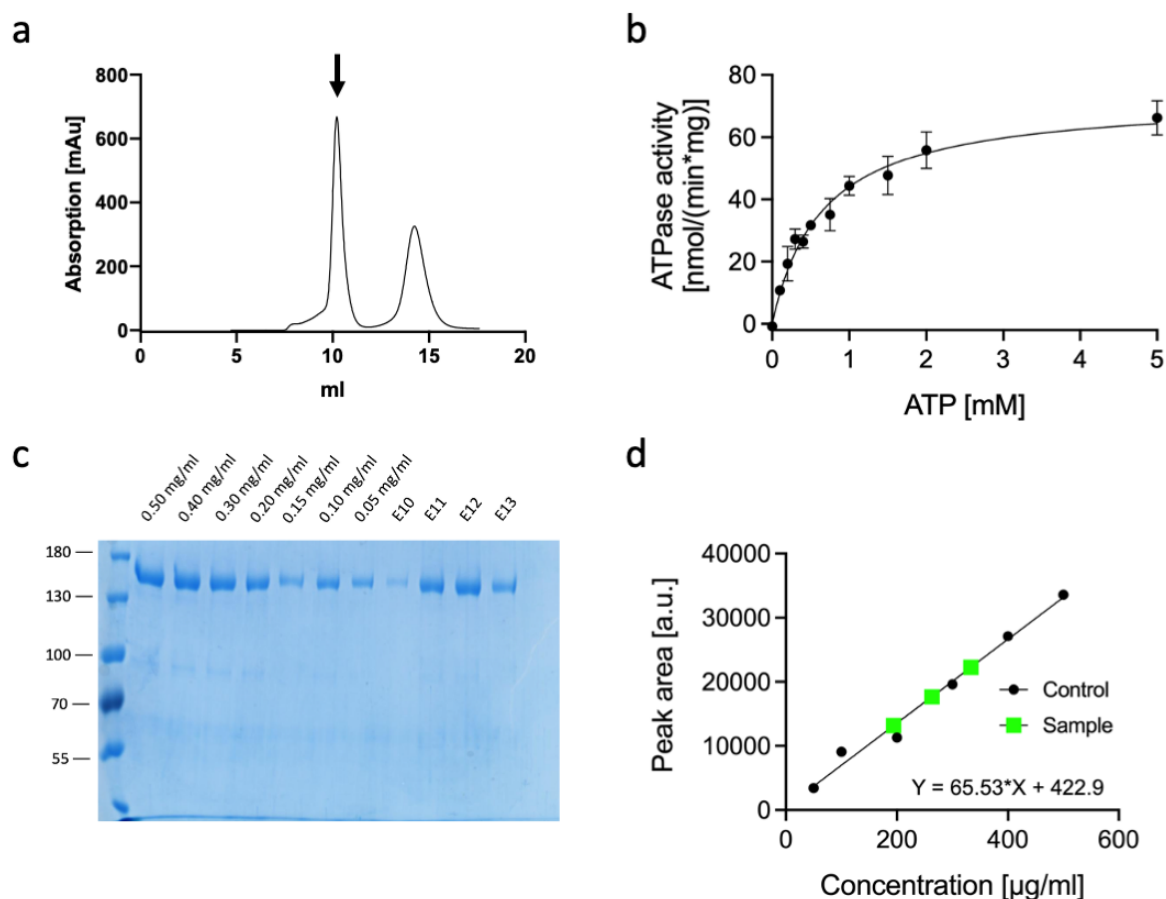 a
800
600
400
200
0
Absorption [mAu]
0 5 10 15 20
ml
b
80
60
40
20
0
ATPase activity
[nmol/(min*mg)]
0 1 2 3 4 5
ATP [mM]
c
0.50 mg/ml
0.40 mg/ml
0.30 mg/ml
0.20 mg/ml
0.15 mg/ml
0.10 mg/ml
0.05 mg/ml
E10
E11
E12
E13
180
130
100
70
55
d
40000
30000
20000
10000
0
Peak area [a.u.]
Control
Sample
Y = 65.53*X + 422.9
0 200 400 600
Concentration [µg/ml]